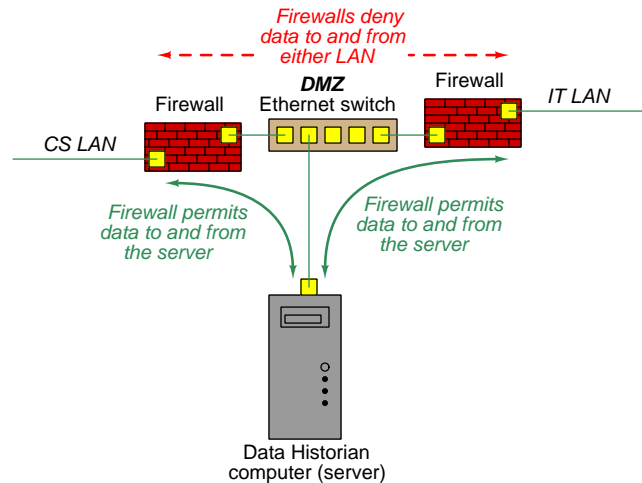 Firewalls deny
data to and from
either LAN
DMZ
Ethernet switch
Firewall
Firewall
IT LAN
CS LAN
Firewall permits
data to and from
the server
Firewall permits
data to and from
the server
Data Historian
computer (server)